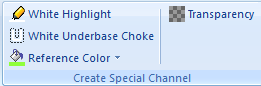 White Highlight
White Underbase Choke
Reference Color
Transparency
Create Special Channel